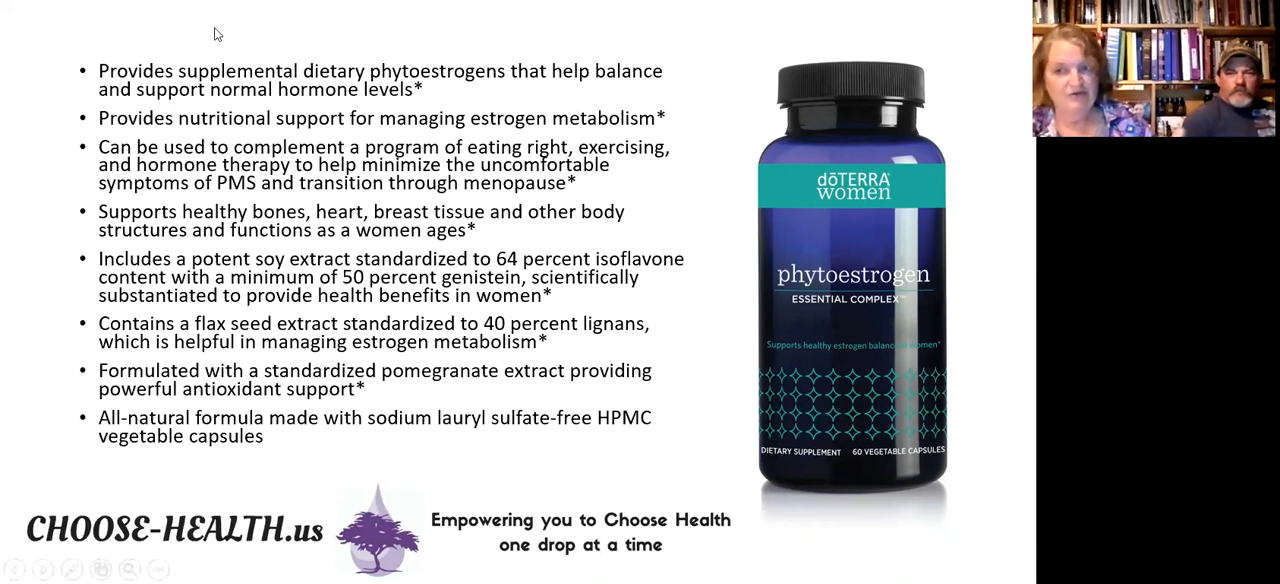 • Provides supplemental dietary phytoestrogens that help balance
and support normal hormone levels*
• Provides nutritional support for managing estrogen metabolism*
• Can be used to complement a program of eating right, exercising,
and hormone therapy to help minimize the uncomfortable
symptoms of PMS and transition through menopause*
• Supports healthy bones, heart, breast tissue and other body
structures and functions as a women ages*
• Includes a potent soy extract standardized to 64 percent isoflavone
content with a minimum of 50 percent genistein, scientifically
substantiated to provide health benefits in women*
• Contains a flax seed extract standardized to 40 percent lignans,
which is helpful in managing estrogen metabolism*
• Formulated with a standardized pomegranate extract providing
powerful antioxidant support*
• All-natural formula made with sodium lauryl sulfate-free HPMC
vegetable capsules
dōTERRA®
women
phytoestrogen
ESSENTIAL COMPLEX™
Supports healthy estrogen balance women*
DIETARY SUPPLEMENT 60 VEGETABLE CAPSULES
CHOOSE-HEALTH.us
Empowering you to Choose Health
one drop at a time